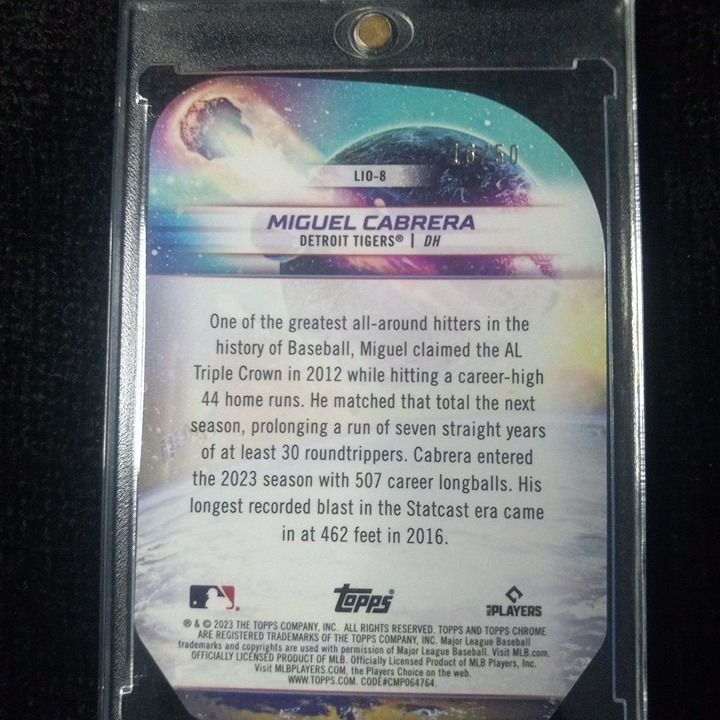 18/50
LIO-8
MIGUEL CABRERA
DETROIT TIGERS® | DH
One of the greatest all-around hitters in the
history of Baseball, Miguel claimed the AL
Triple Crown in 2012 while hitting a career-high
44 home runs. He matched that total the next
season, prolonging a run of seven straight years
of at least 30 roundtrippers. Cabrera entered
the 2023 season with 507 career longballs. His
longest recorded blast in the Statcast era came
in at 462 feet in 2016.
topps®
MLB PLAYERS
® & © 2023 THE TOPPS COMPANY, INC. ALL RIGHTS RESERVED. TOPPS AND TOPPS CHROME
ARE REGISTERED TRADEMARKS OF THE TOPPS COMPANY, INC. Major League Baseball
trademarks and copyrights are used with permission of Major League Baseball. Visit MLB.com.
OFFICIALLY LICENSED PRODUCT OF MLB. Officially Licensed Product of MLB Players, Inc.
Visit MLBPLAYERS.COM, the Players Choice on the web.
WWW.TOPPS.COM. CODE#CMP064764.